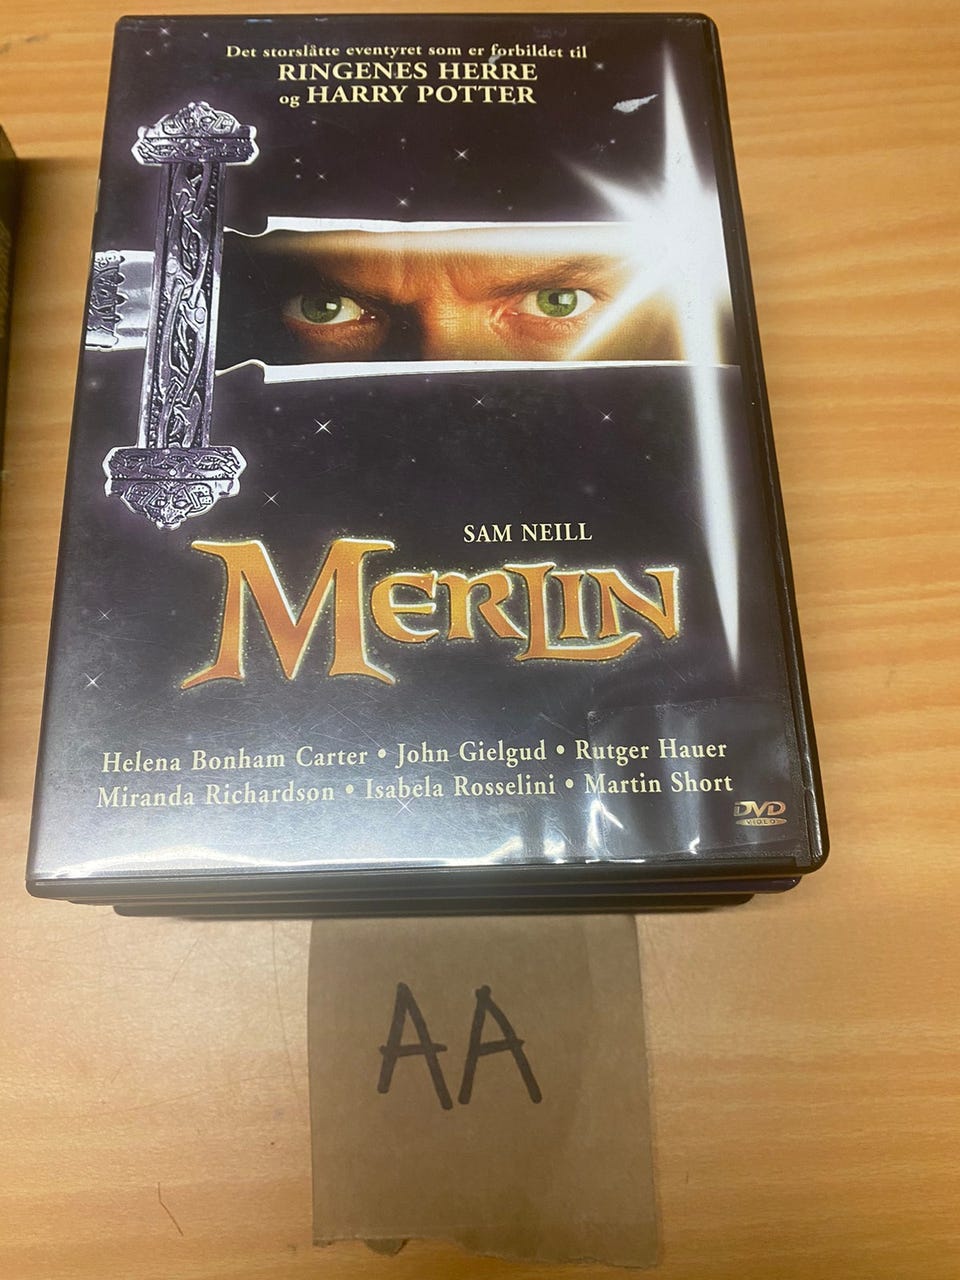 Det storslåtte eventyret som er forbildet til
RINGENES HERRE
og HARRY POTTER
SAM NEILL
MERLIN
Helena Bonham Carter • John Gielgud • Rutger Hauer
Miranda Richardson • Isabela Rosselini • Martin Short
DVD
VIDEO
AA